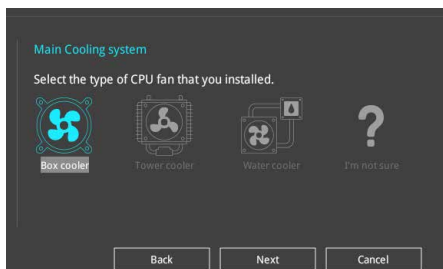 Main Cooling system
Select the type of CPU fan that you installed.
Box cooler Tower cooler Water cooler I'm not sure
Back Next Cancel